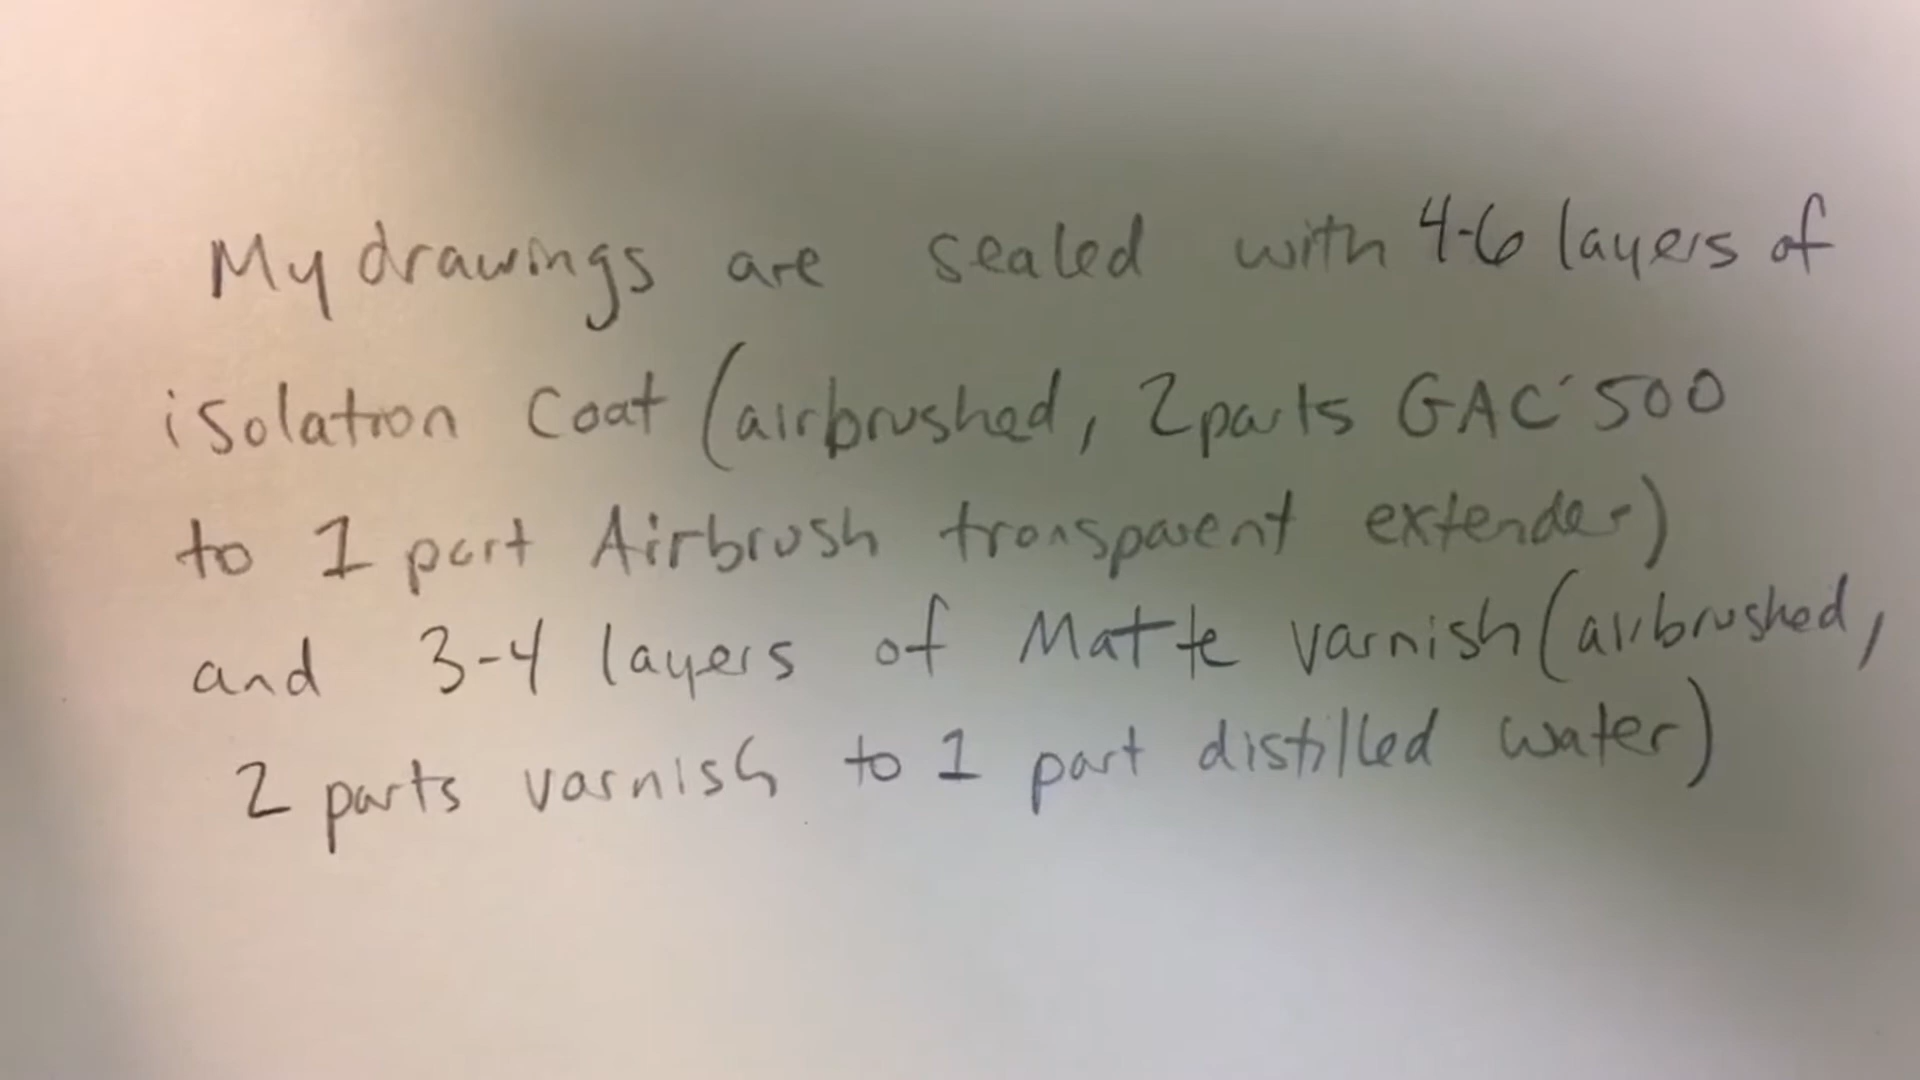 My drawings are sealed with 4-6 layers of
isolation coat (airbrushed, 2 parts GAC 500
to 1 part Airbrush transparent extender)
and 3-4 layers of Matte varnish (airbrushed,
2 parts varnish to 1 part distilled water)